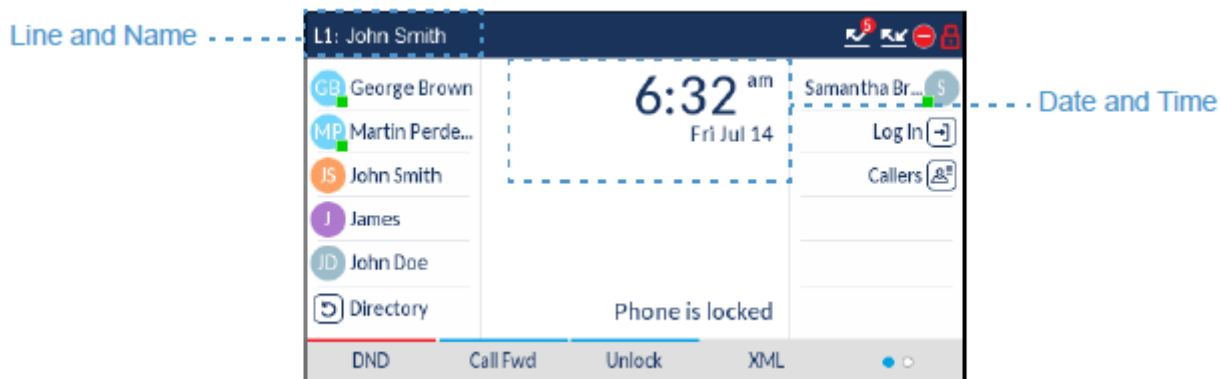 Line and Name
L1: John Smith
5
GB George Brown
MP Martin Perde...
JS John Smith
J James
JD John Doe
Directory
6:32 am
Fri Jul 14
Phone is locked
Samantha Br... S
Log In
Callers
Date and Time
DND Call Fwd Unlock XML